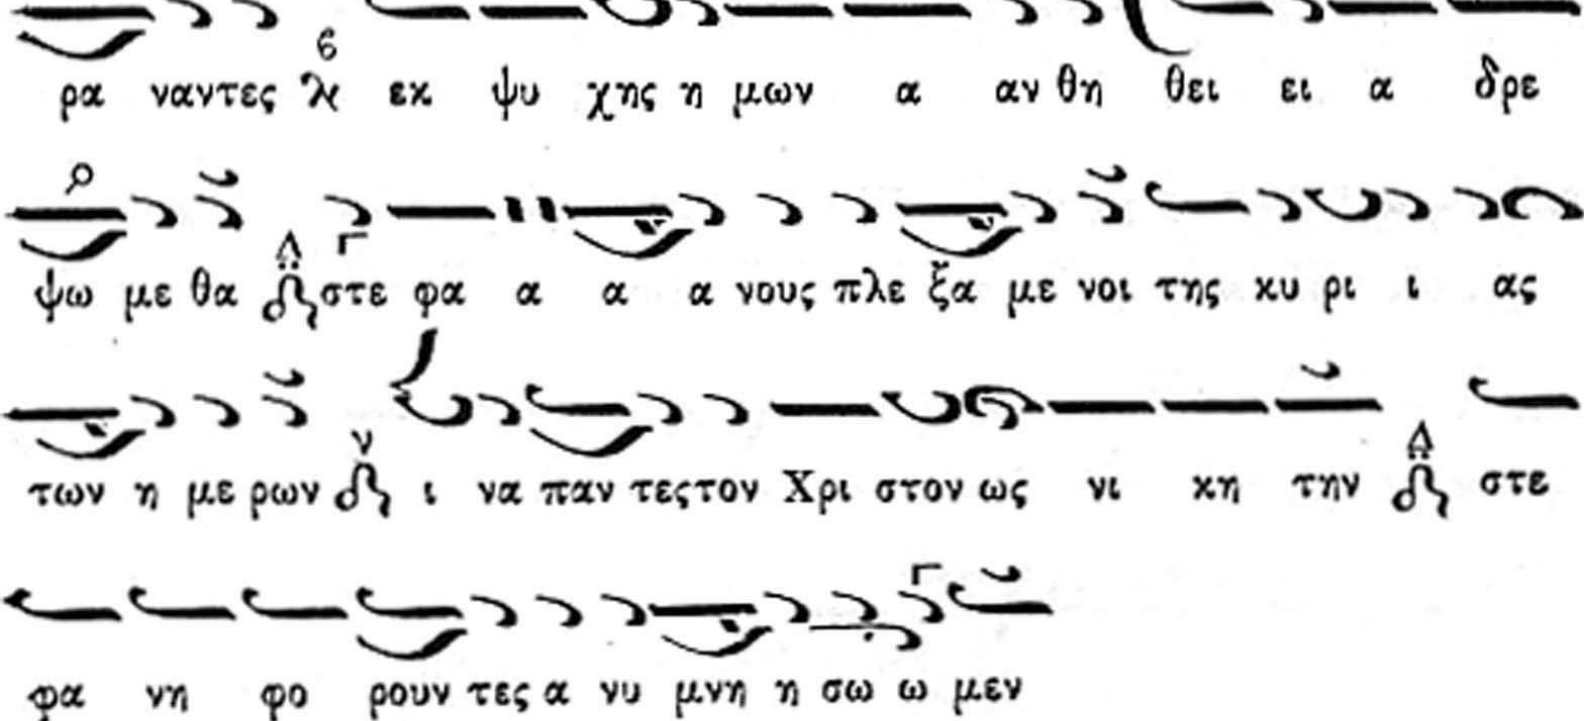 ρα ναντες εκ ψυ χης η μων α αν θη θει ει α δρε
ψω με θα στε φα α α α νους πλε ξα με νοι της κυ ρι ι ας
των η με ρων ι να παν τες τον Χρι στον ως νι κη την στε
φα νη φο ρουν τες α νυ μνη η σω ω μεν